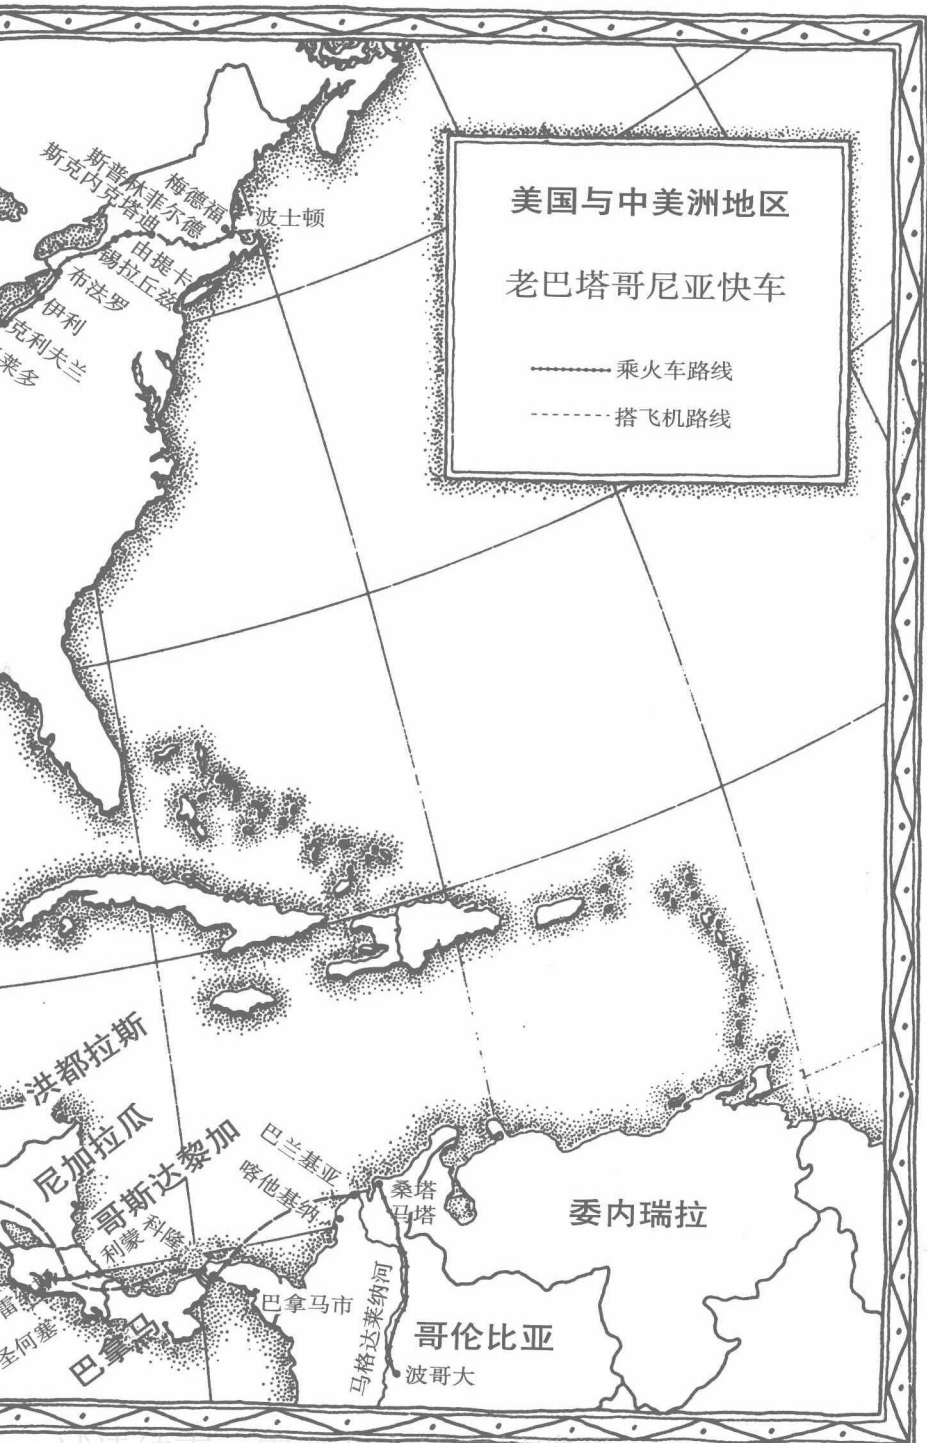 美国与中美洲地区
老巴塔哥尼亚快车
乘火车路线
搭飞机路线
斯普林菲尔德
斯克内克塔迪
梅德福
波士顿
由提卡
锡拉丘兹
布法罗
伊利
克利夫兰
莱多
洪都拉斯
尼加拉瓜
哥斯达黎加
巴兰基亚
喀他基纳
桑塔
马塔
委内瑞拉
科隆
利蒙
巴拿马市
马格达莱纳河
哥伦比亚
波哥大
巴拿马
圣何塞